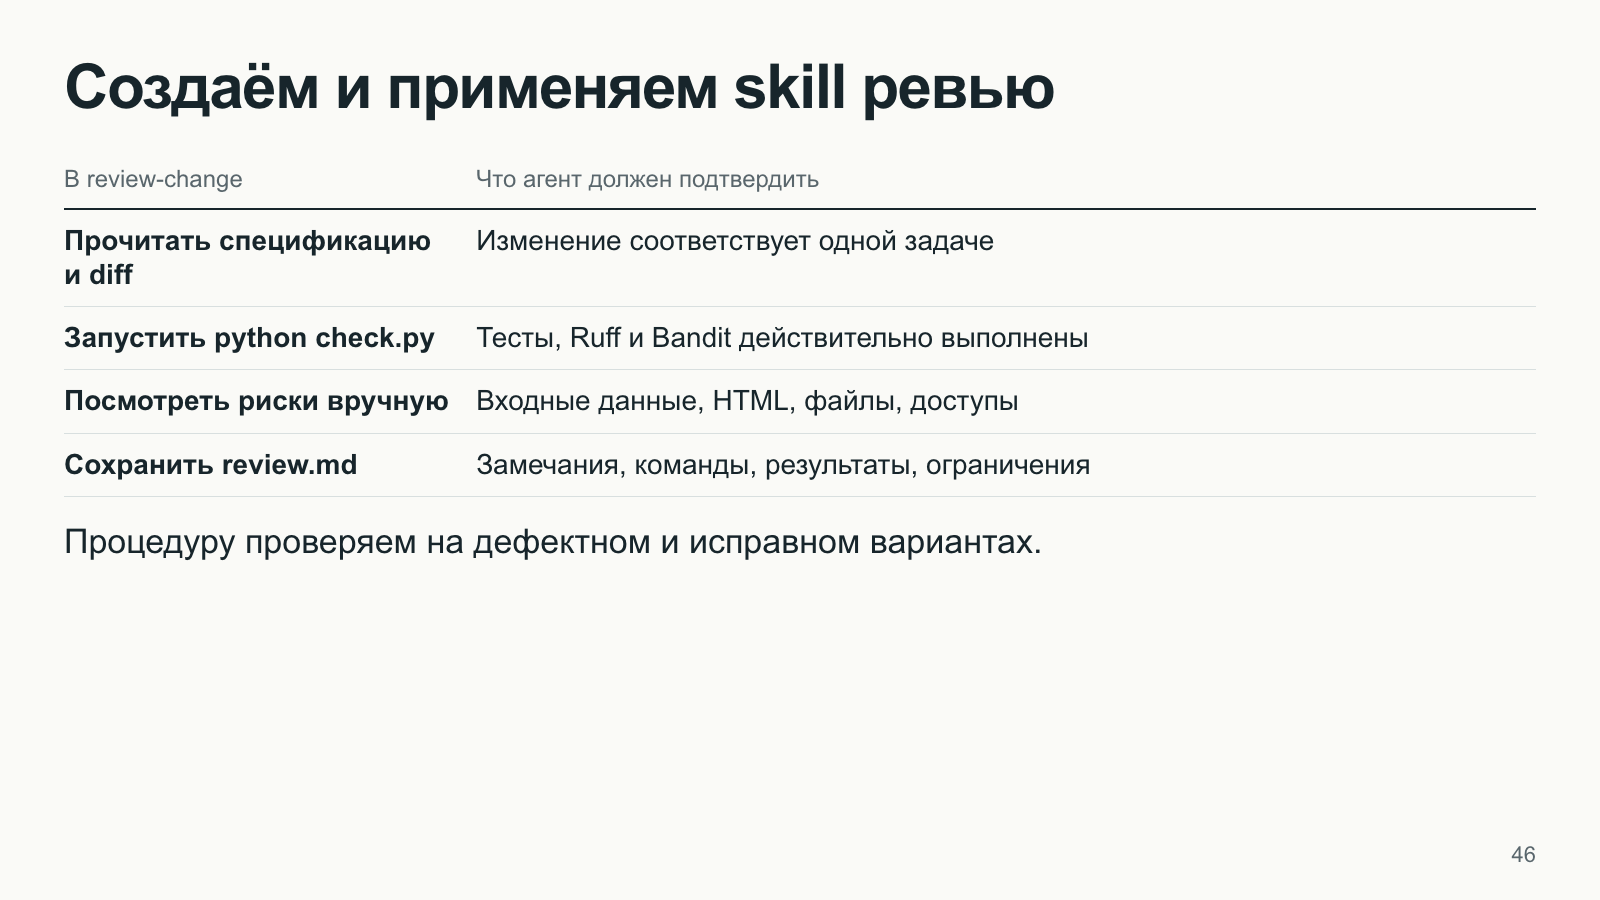 Создаём и применяем skill ревью
В review-change
Что агент должен подтвердить
Прочитать спецификацию
и diff
Изменение соответствует одной задаче
Запустить python check.py
Тесты, Ruff и Bandit действительно выполнены
Посмотреть риски вручную
Входные данные, HTML, файлы, доступы
Сохранить review.md
Замечания, команды, результаты, ограничения
Процедуру проверяем на дефектном и исправном вариантах.
46